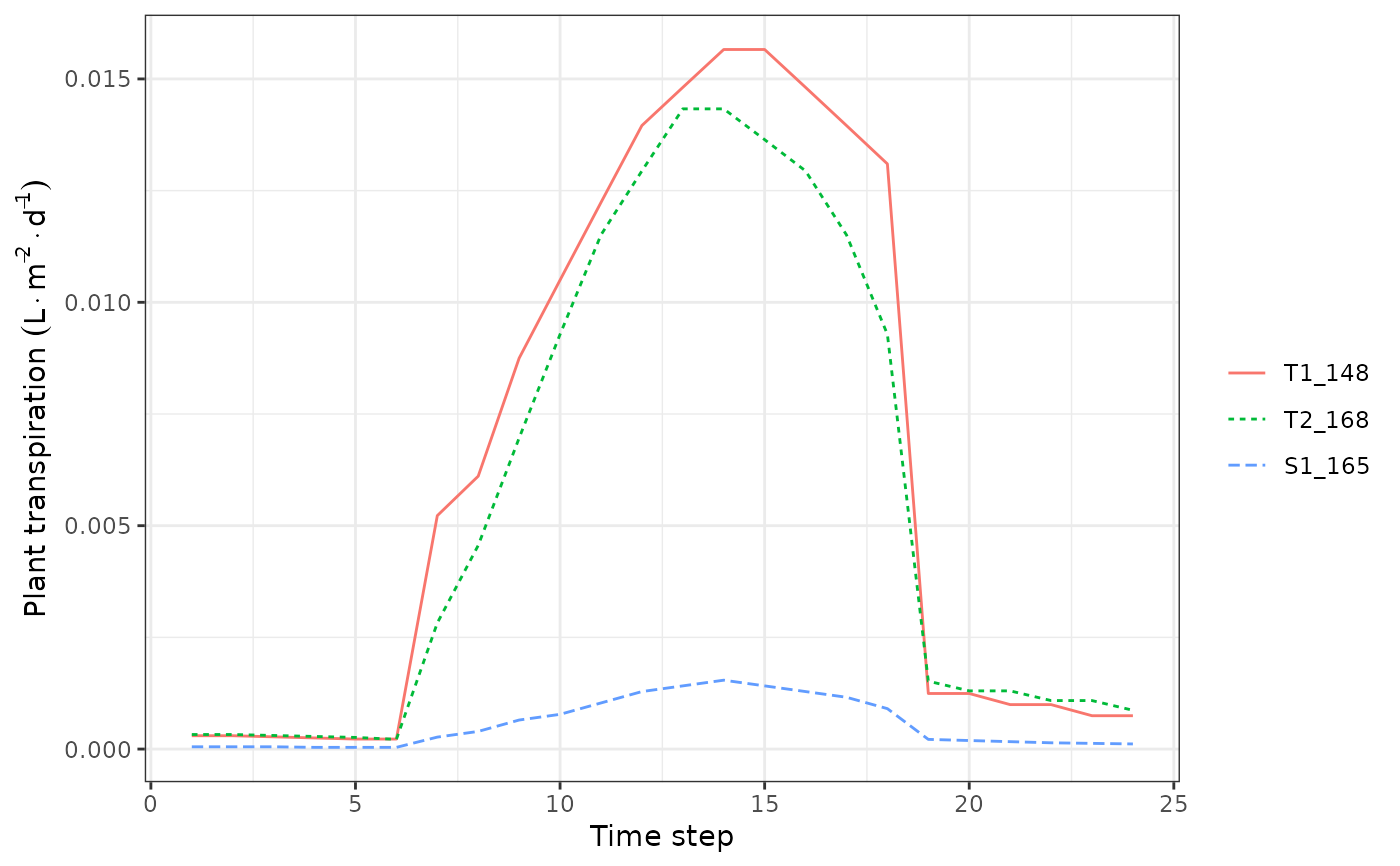 Plant transpiration (L · m⁻² · d⁻¹)
0.015
0.010
0.005
0.000
0 5 10 15 20 25
Time step
T1_148
T2_168
S1_165